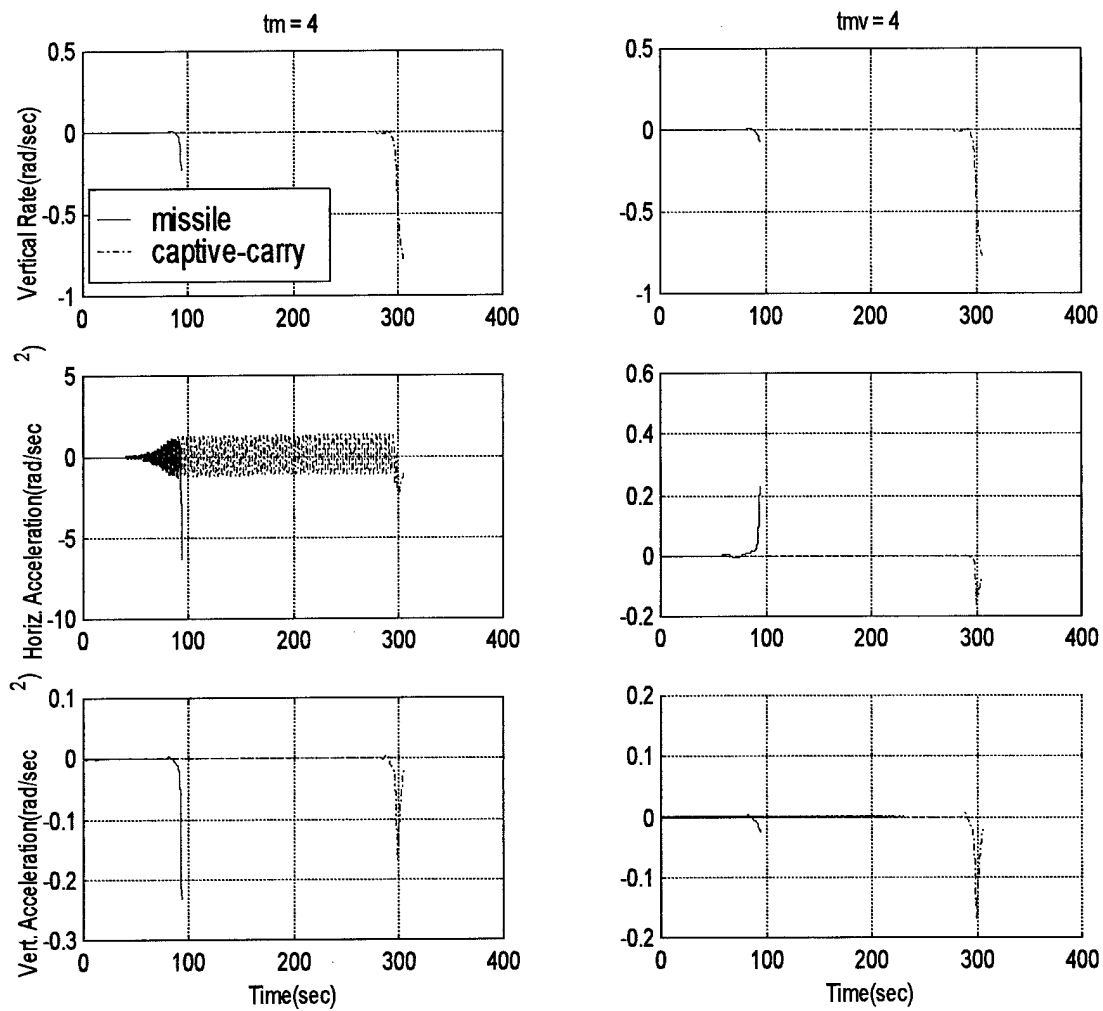 tm = 4
tmv = 4
Vertical Rate(rad/sec)
0.5
0
-0.5
-1
missile
captive-carry
0 100 200 300 400
0.5
0
-0.5
-1
0 100 200 300 400
Horiz. Acceleration(rad/sec 2)
5
0
-5
-10
0 100 200 300 400
0.6
0.4
0.2
0
-0.2
0 100 200 300 400
Vert. Acceleration(rad/sec 2)
0.1
0
-0.1
-0.2
-0.3
0 100 200 300 400
Time(sec)
0.2
0.1
0
-0.1
-0.2
0 100 200 300 400
Time(sec)